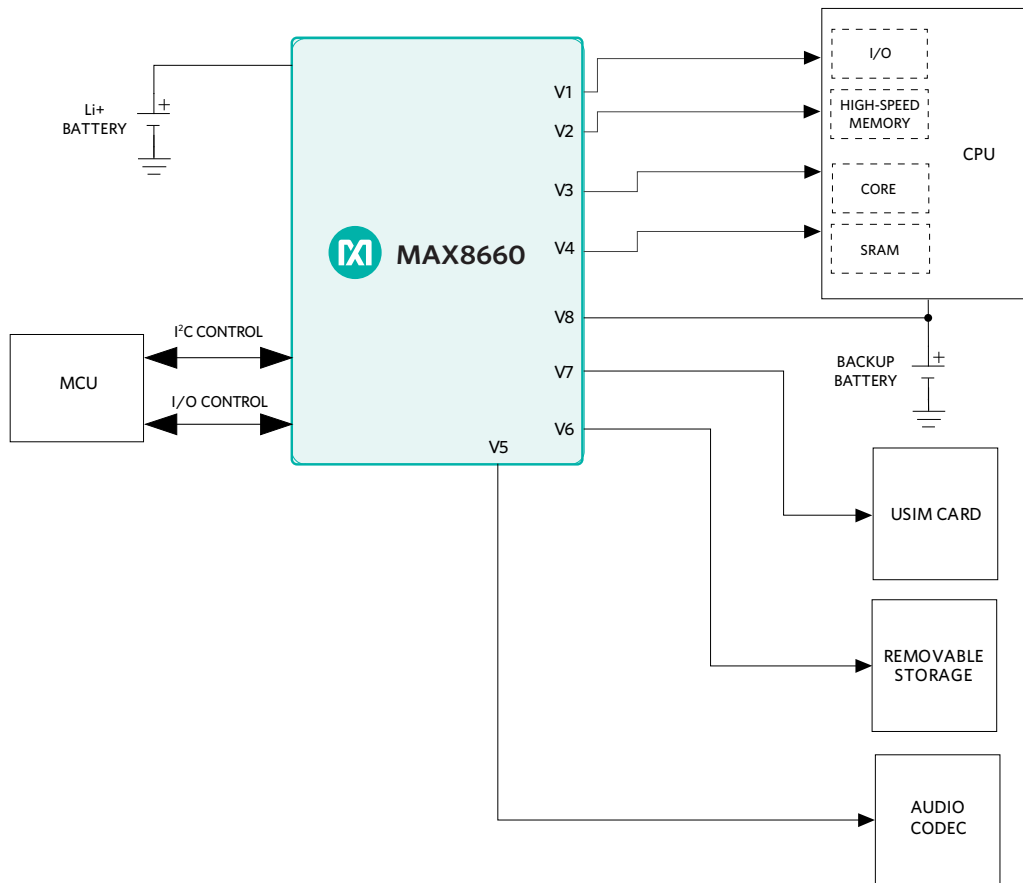 Li+
BATTERY
MAX8660
V1
V2
V3
V4
V8
V7
V6
V5
I/O
HIGH-SPEED
MEMORY
CORE
SRAM
CPU
BACKUP
BATTERY
MCU
I²C CONTROL
I/O CONTROL
USIM CARD
REMOVABLE
STORAGE
AUDIO
CODEC